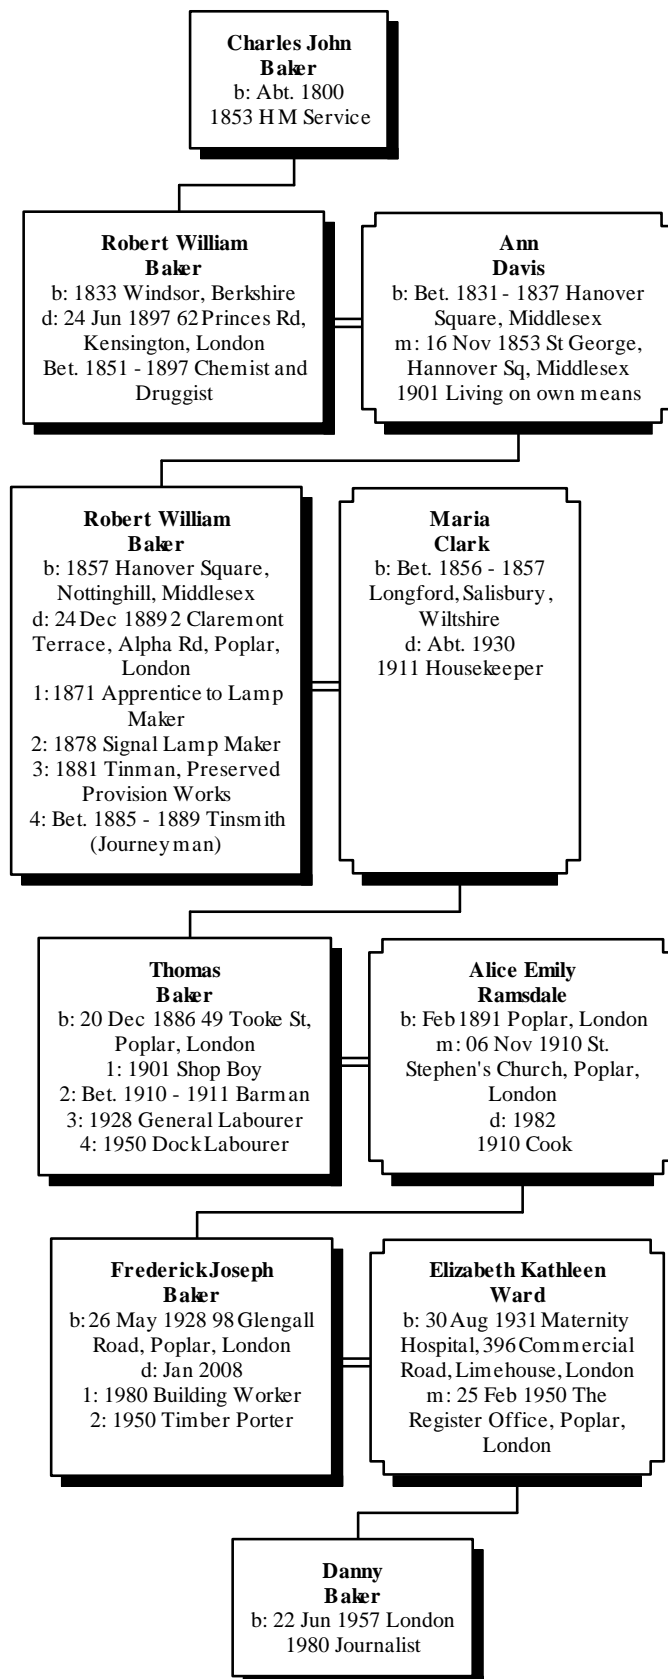 Charles John
Baker
b: Abt. 1800
1853 HM Service
Robert William
Baker
b: 1833 Windsor, Berkshire
d: 24 Jun 1897 62 Princes Rd,
Kensington, London
Bet. 1851 - 1897 Chemist and
Druggist
Ann
Davis
b: Bet. 1831 - 1837 Hanover
Square, Middlesex
m: 16 Nov 1853 St George,
Hannover Sq, Middlesex
1901 Living on own means
Robert William
Baker
b: 1857 Hanover Square,
Nottinghill, Middlesex
d: 24 Dec 1889 2 Claremont
Terrace, Alpha Rd, Poplar,
London
1: 1871 Apprentice to Lamp
Maker
2: 1878 Signal Lamp Maker
3: 1881 Tinman, Preserved
Provision Works
4: Bet. 1885 - 1889 Tinsmith
(Journeyman)
Maria
Clark
b: Bet. 1856 - 1857
Longford, Salisbury,
Wiltshire
d: Abt. 1930
1911 Housekeeper
Thomas
Baker
b: 20 Dec 1886 49 Tooke St,
Poplar, London
1: 1901 Shop Boy
2: Bet. 1910 - 1911 Barman
3: 1928 General Labourer
4: 1950 Dock Labourer
Alice Emily
Ramsdale
b: Feb 1891 Poplar, London
m: 06 Nov 1910 St.
Stephen's Church, Poplar,
London
d: 1982
1910 Cook
Frederick Joseph
Baker
b: 26 May 1928 98 Glengall
Road, Poplar, London
d: Jan 2008
1: 1980 Building Worker
2: 1950 Timber Porter
Elizabeth Kathleen
Ward
b: 30 Aug 1931 Maternity
Hospital, 396 Commercial
Road, Limehouse, London
m: 25 Feb 1950 The
Register Office, Poplar,
London
Danny
Baker
b: 22 Jun 1957 London
1980 Journalist